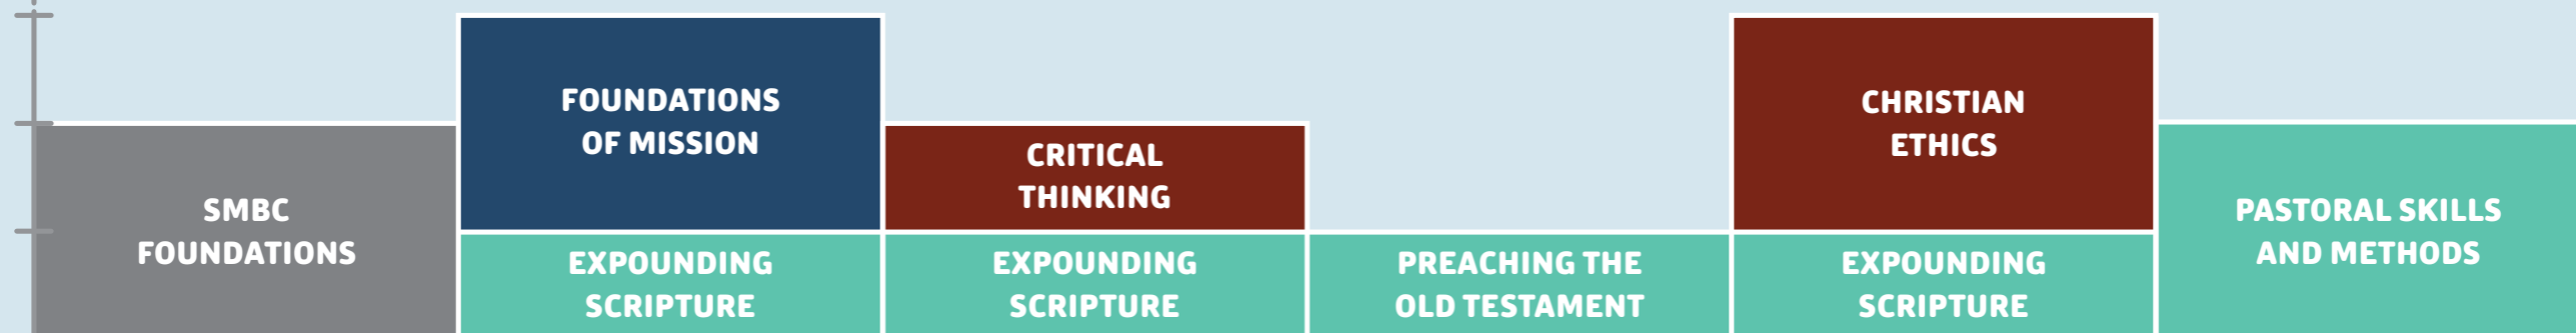 SMBC
FOUNDATIONS
FOUNDATIONS
OF MISSION
EXPOUNDING
SCRIPTURE
CRITICAL
THINKING
EXPOUNDING
SCRIPTURE
PREACHING THE
OLD TESTAMENT
CHRISTIAN
ETHICS
EXPOUNDING
SCRIPTURE
PASTORAL SKILLS
AND METHODS